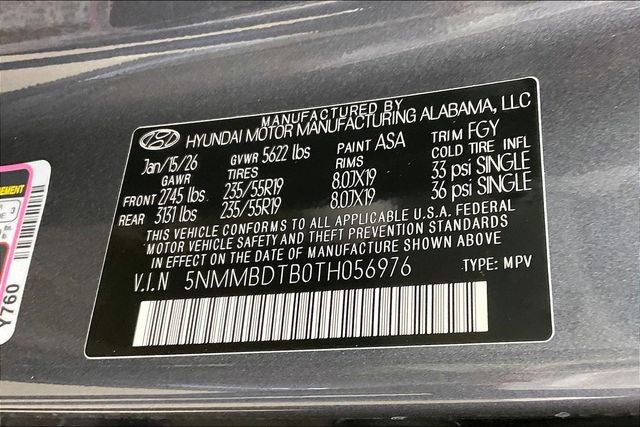 MANUFACTURED BY
HYUNDAI MOTOR MANUFACTURING ALABAMA, LLC
Jan/15/26 GVWR 5622 lbs PAINT ASA TRIM FGY
GAWR TIRES RIMS COLD TIRE INFL
FRONT 2745 lbs 235/55R19 8.0JX19 33 psi SINGLE
REAR 3131 lbs 235/55R19 8.0JX19 36 psi SINGLE
THIS VEHICLE CONFORMS TO ALL APPLICABLE U.S.A. FEDERAL
MOTOR VEHICLE SAFETY AND THEFT PREVENTION STANDARDS
IN EFFECT ON THE DATE OF MANUFACTURE SHOWN ABOVE
V.I.N 5NMMBDTB0TH056976 TYPE: MPV
Y760